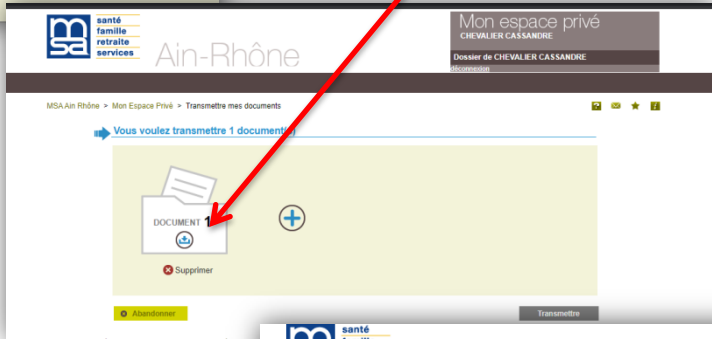 msa
santé
famille
retraite
services
Ain-Rhône
Mon espace privé
CHEVALIER CASSANDRE
Dossier de CHEVALIER CASSANDRE
déconnexion
MSA Ain Rhône > Mon Espace Privé > Transmettre mes documents
Vous voulez transmettre 1 document(s)
DOCUMENT 1
Supprimer
Abandonner
Transmettre
santé